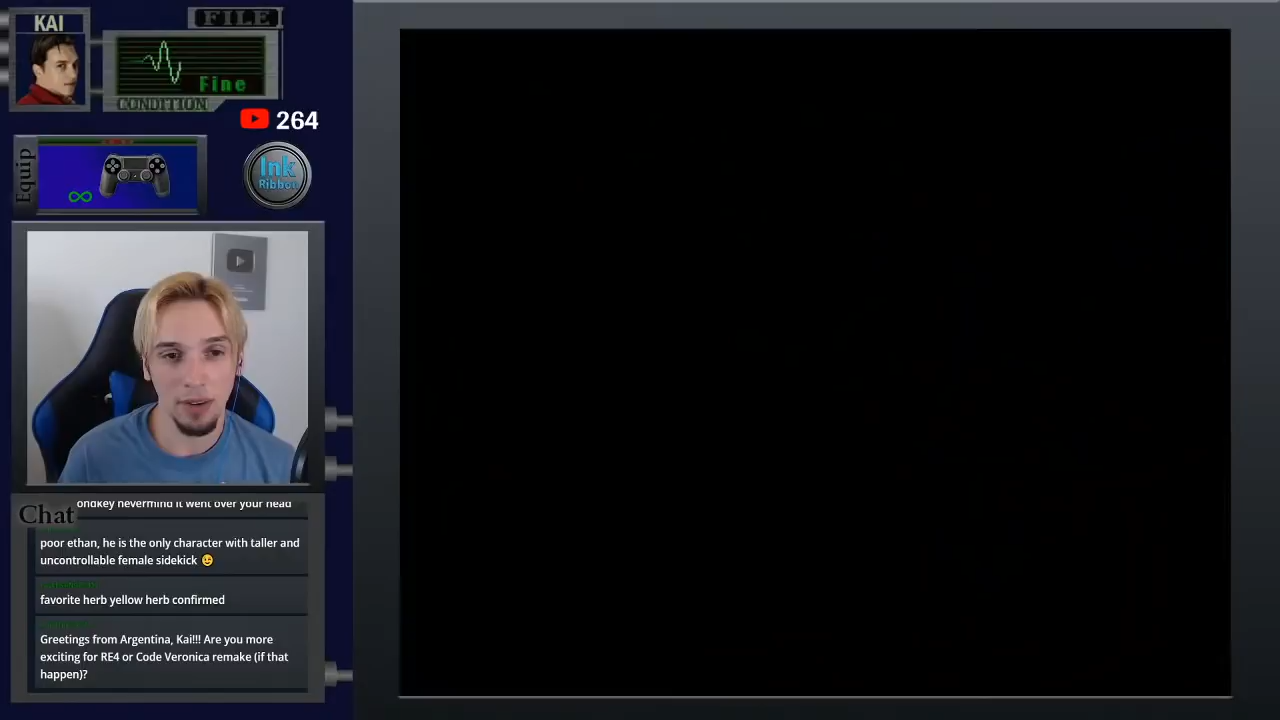 KAI
FILE
Fine
CONDITION
264
Equip
Ink
Ribbon
ondkey nevermind it went over your head
Chat
poor ethan, he is the only character with taller and
uncontrollable female sidekick 😉
favorite herb yellow herb confirmed
Greetings from Argentina, Kai!!! Are you more
exciting for RE4 or Code Veronica remake (if that
happen)?